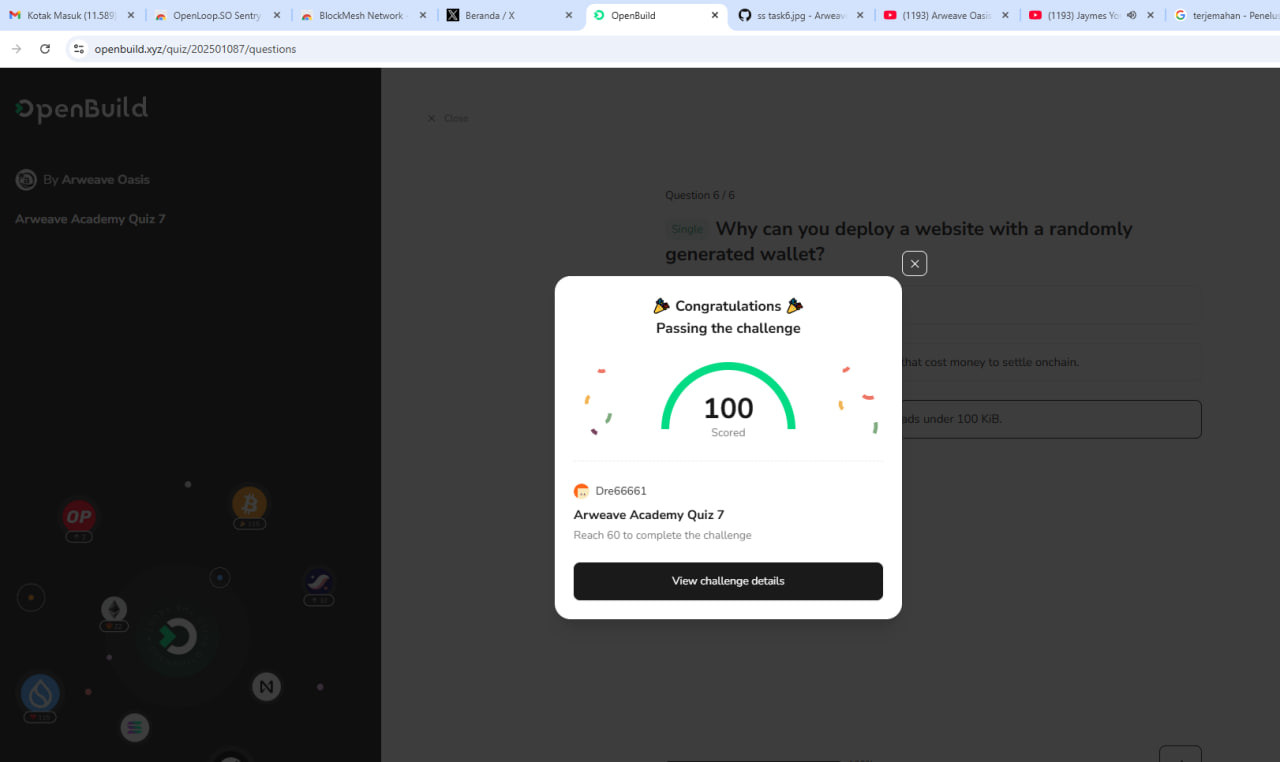 Kotak Masuk (11.589)
OpenLoop.SO Sentry
BlockMesh Network
Beranda / X
OpenBuild
ss task6.jpg - Arweave
(1193) Arweave Oasis
(1193) Jaymes Yo
terjemahan - Penelus
openbuild.xyz/quiz/202501087/questions
OpenBuild
By Arweave Oasis
Arweave Academy Quiz 7
OP
Close
Question 6 / 6
Single Why can you deploy a website with a randomly
generated wallet?
that cost money to settle onchain.
ads under 100 KiB.
Congratulations
Passing the challenge
100
Scored
Dre66661
Arweave Academy Quiz 7
Reach 60 to complete the challenge
View challenge details